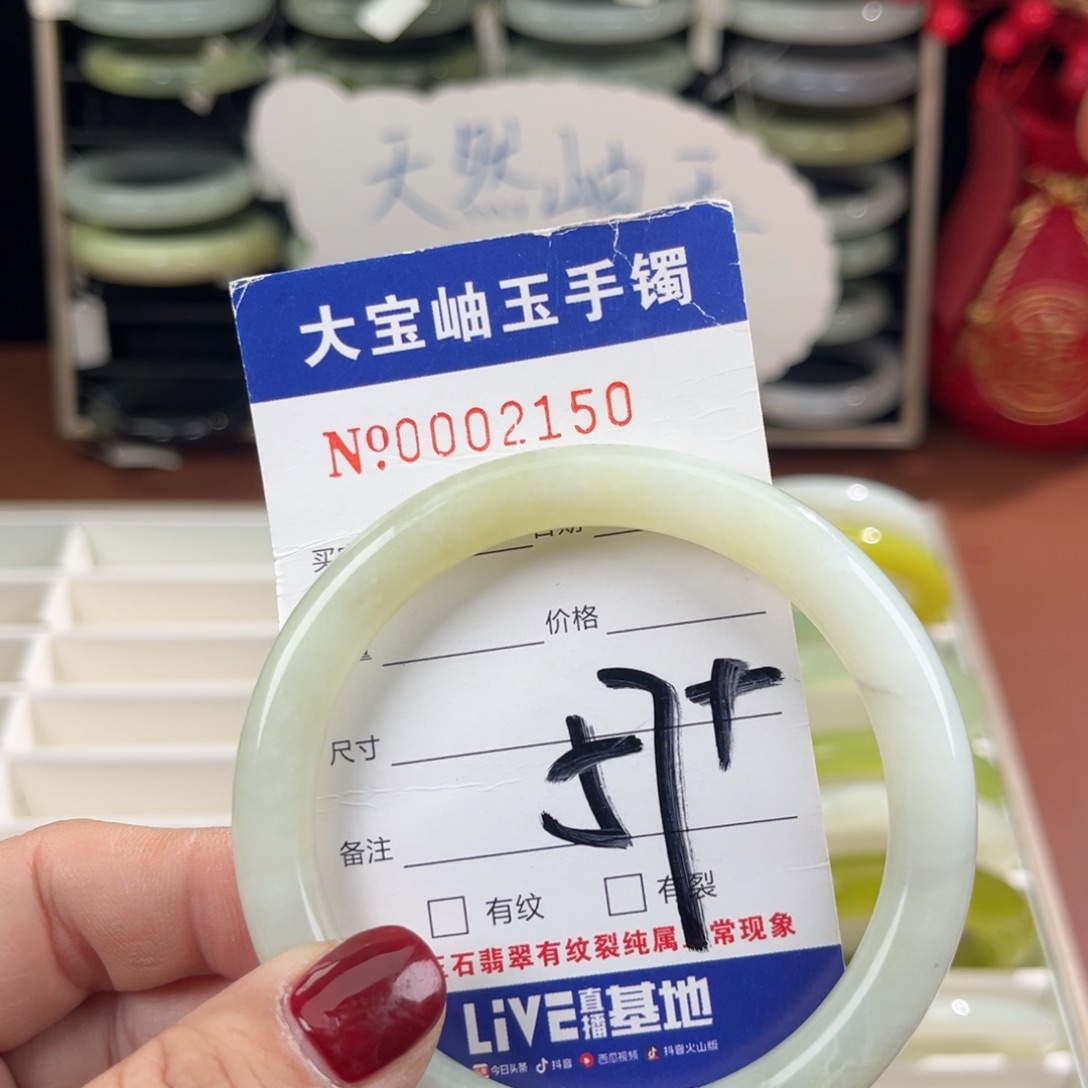 天然岫玉
大宝岫玉手镯
№0002150
价格
尺寸
57+
备注
有纹 有裂
石翡翠有纹裂纯属 常现象
LiVE直播基地
今日头条 抖音 西瓜视频 抖音火山版